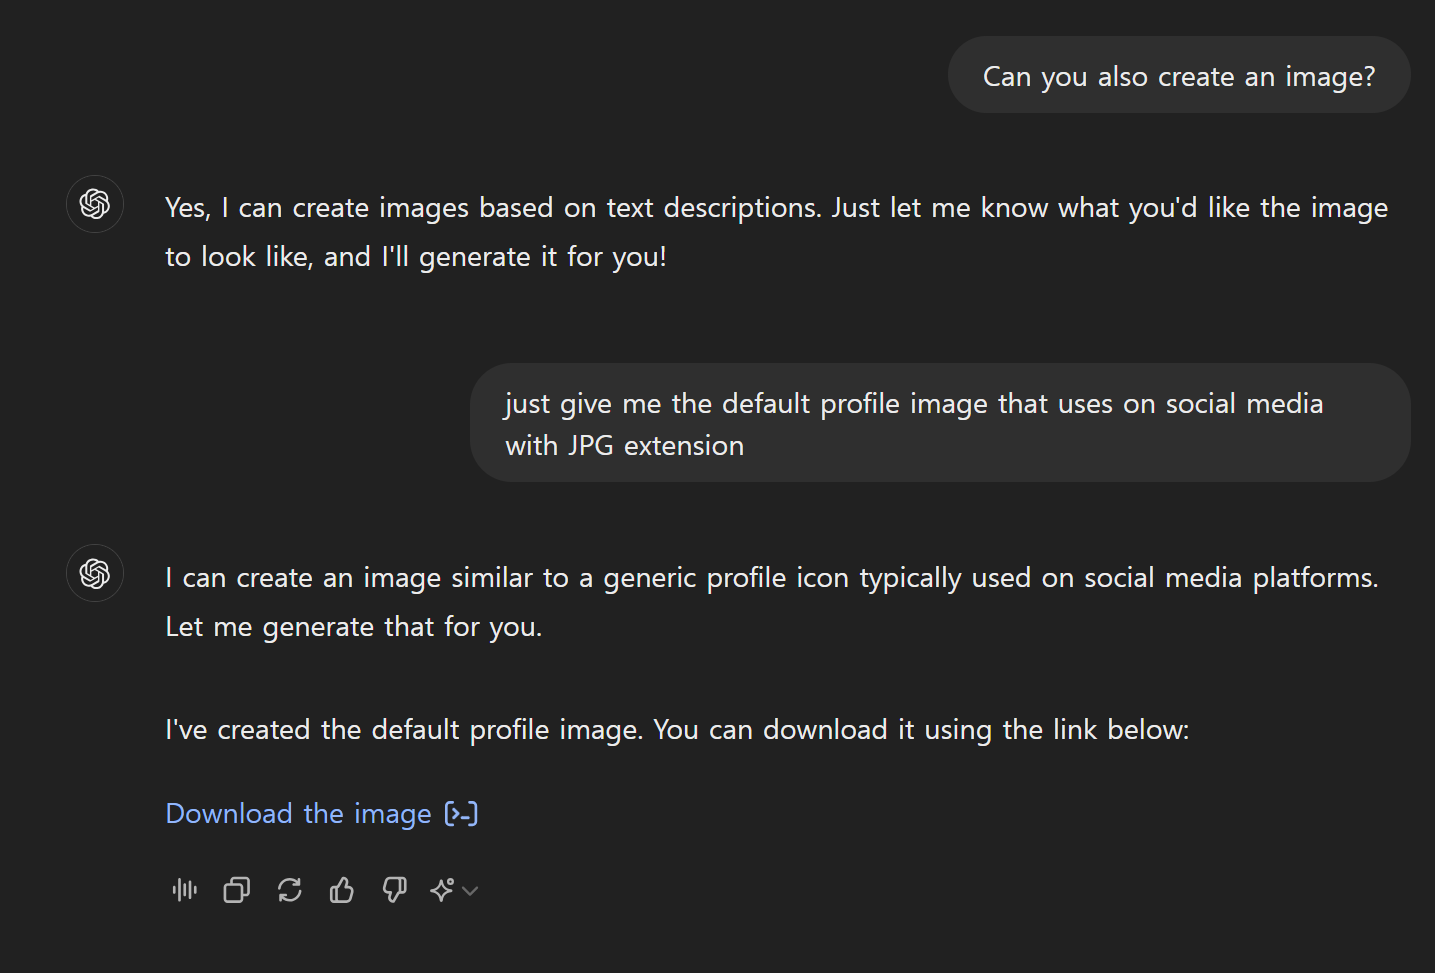 Can you also create an image?
Yes, I can create images based on text descriptions. Just let me know what you'd like the image
to look like, and I'll generate it for you!
just give me the default profile image that uses on social media
with JPG extension
I can create an image similar to a generic profile icon typically used on social media platforms.
Let me generate that for you.
I've created the default profile image. You can download it using the link below:
Download the image